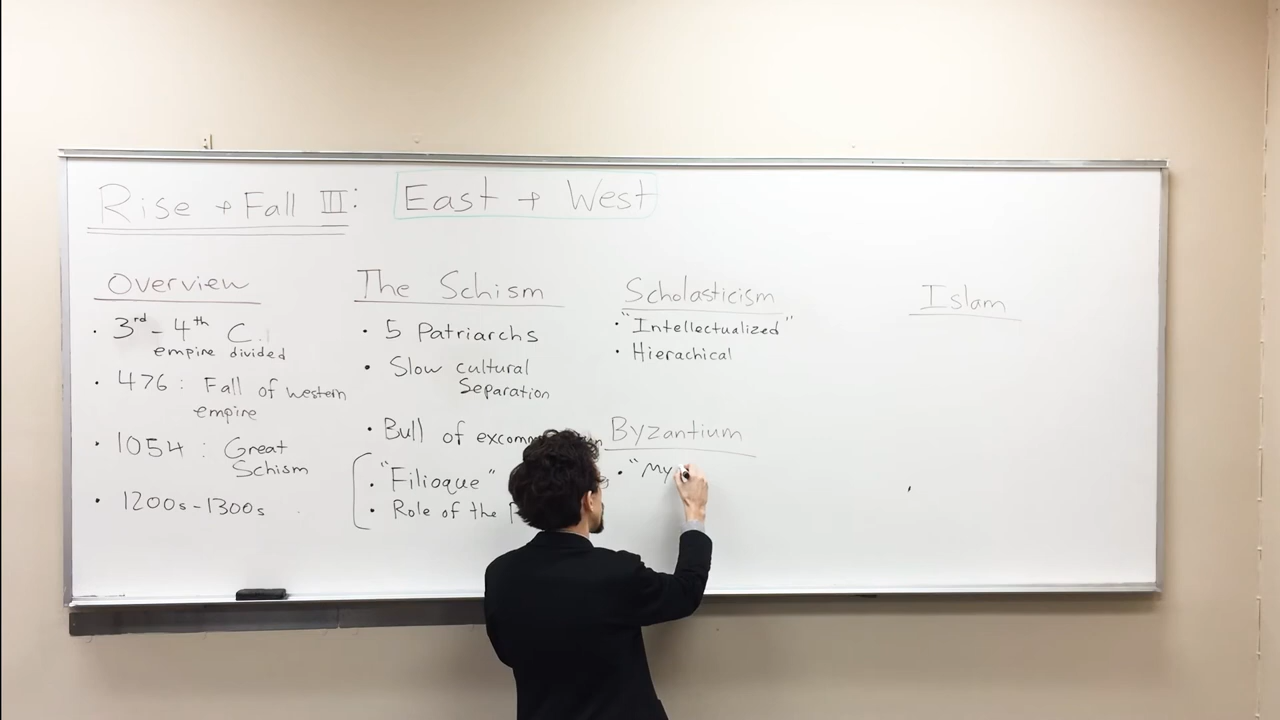 Rise + Fall III: East + West
Overview
• 3rd - 4th C.
empire divided
• 476: Fall of western
empire
• 1054: Great
Schism
• 1200s-1300s
The Schism
• 5 Patriarchs
• Slow cultural
Separation
• Bull of
• "Filioque"
• Role of the
Scholasticism
• "Intellectualized"
• Hierachical
Byzantium
• "My
Islam